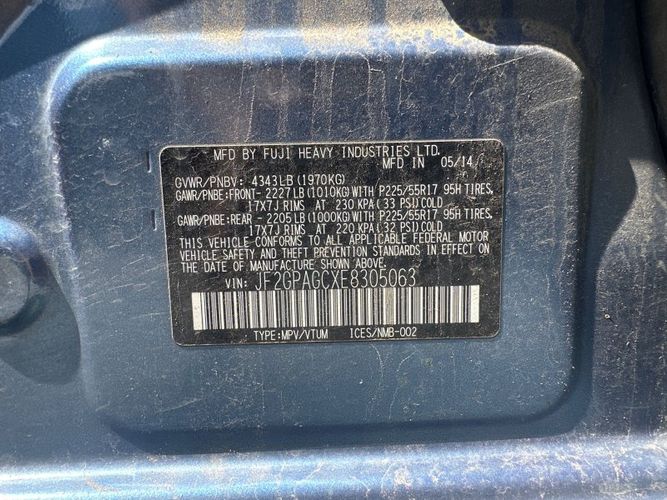 MFD BY FUJI HEAVY INDUSTRIES LTD.
MFD IN 05/14
GVWR/PNBV: 4343LB(1970KG)
GAWR/PNBE:FRONT- 2227LB(1010KG)WITH P225/55R17 95H TIRES,
17X7J RIMS AT 230 KPA(33 PSI)COLD
GAWR/PNBE:REAR - 2205LB(1000KG)WITH P225/55R17 95H TIRES,
17X7J RIMS AT 220 KPA(32 PSI)COLD
THIS VEHICLE CONFORMS TO ALL APPLICABLE FEDERAL MOTOR
VEHICLE SAFETY AND THEFT PREVENTION STANDARDS IN EFFECT ON
THE DATE OF MANUFACTURE SHOWN ABOVE.
VIN: JF2GPAGCXE8305063
TYPE:MPV/VTUM ICES/NMB-002